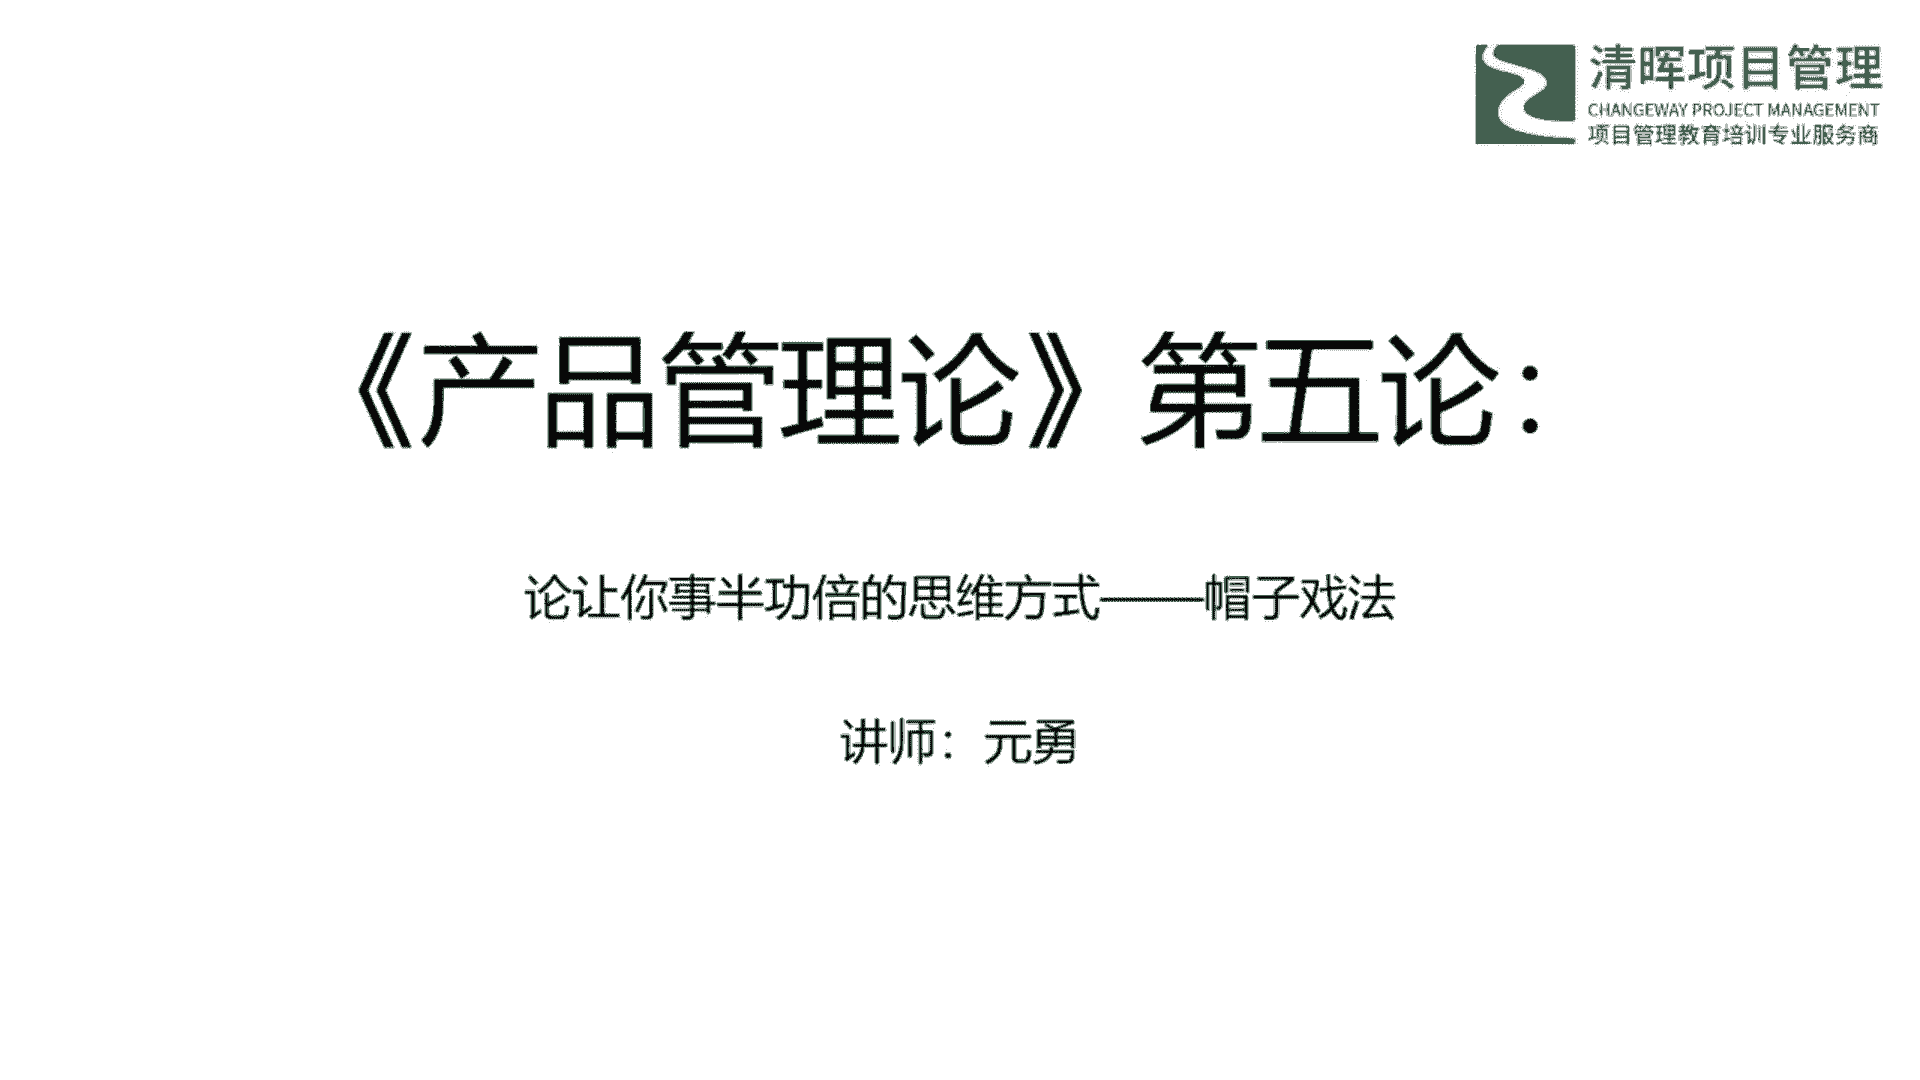 清晖项目管理
CHANGEWAY PROJECT MANAGEMENT
项目管理教育培训专业服务商
《产品管理论》第五论：
论让你事半功倍的思维方式——帽子戏法
讲师：元勇